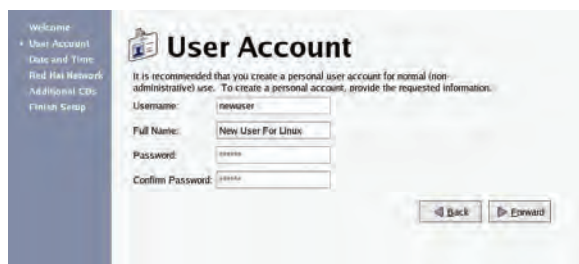 Welcome
User Account
Date and Time
Red Hat Network
Additional CDs
Finish Setup
User Account
It is recommended that you create a personal user account for normal (non-
administrative) use. To create a personal account, provide the requested information.
Username: newuser
Full Name: New User For Linux
Password: ******
Confirm Password: ******
Back Forward